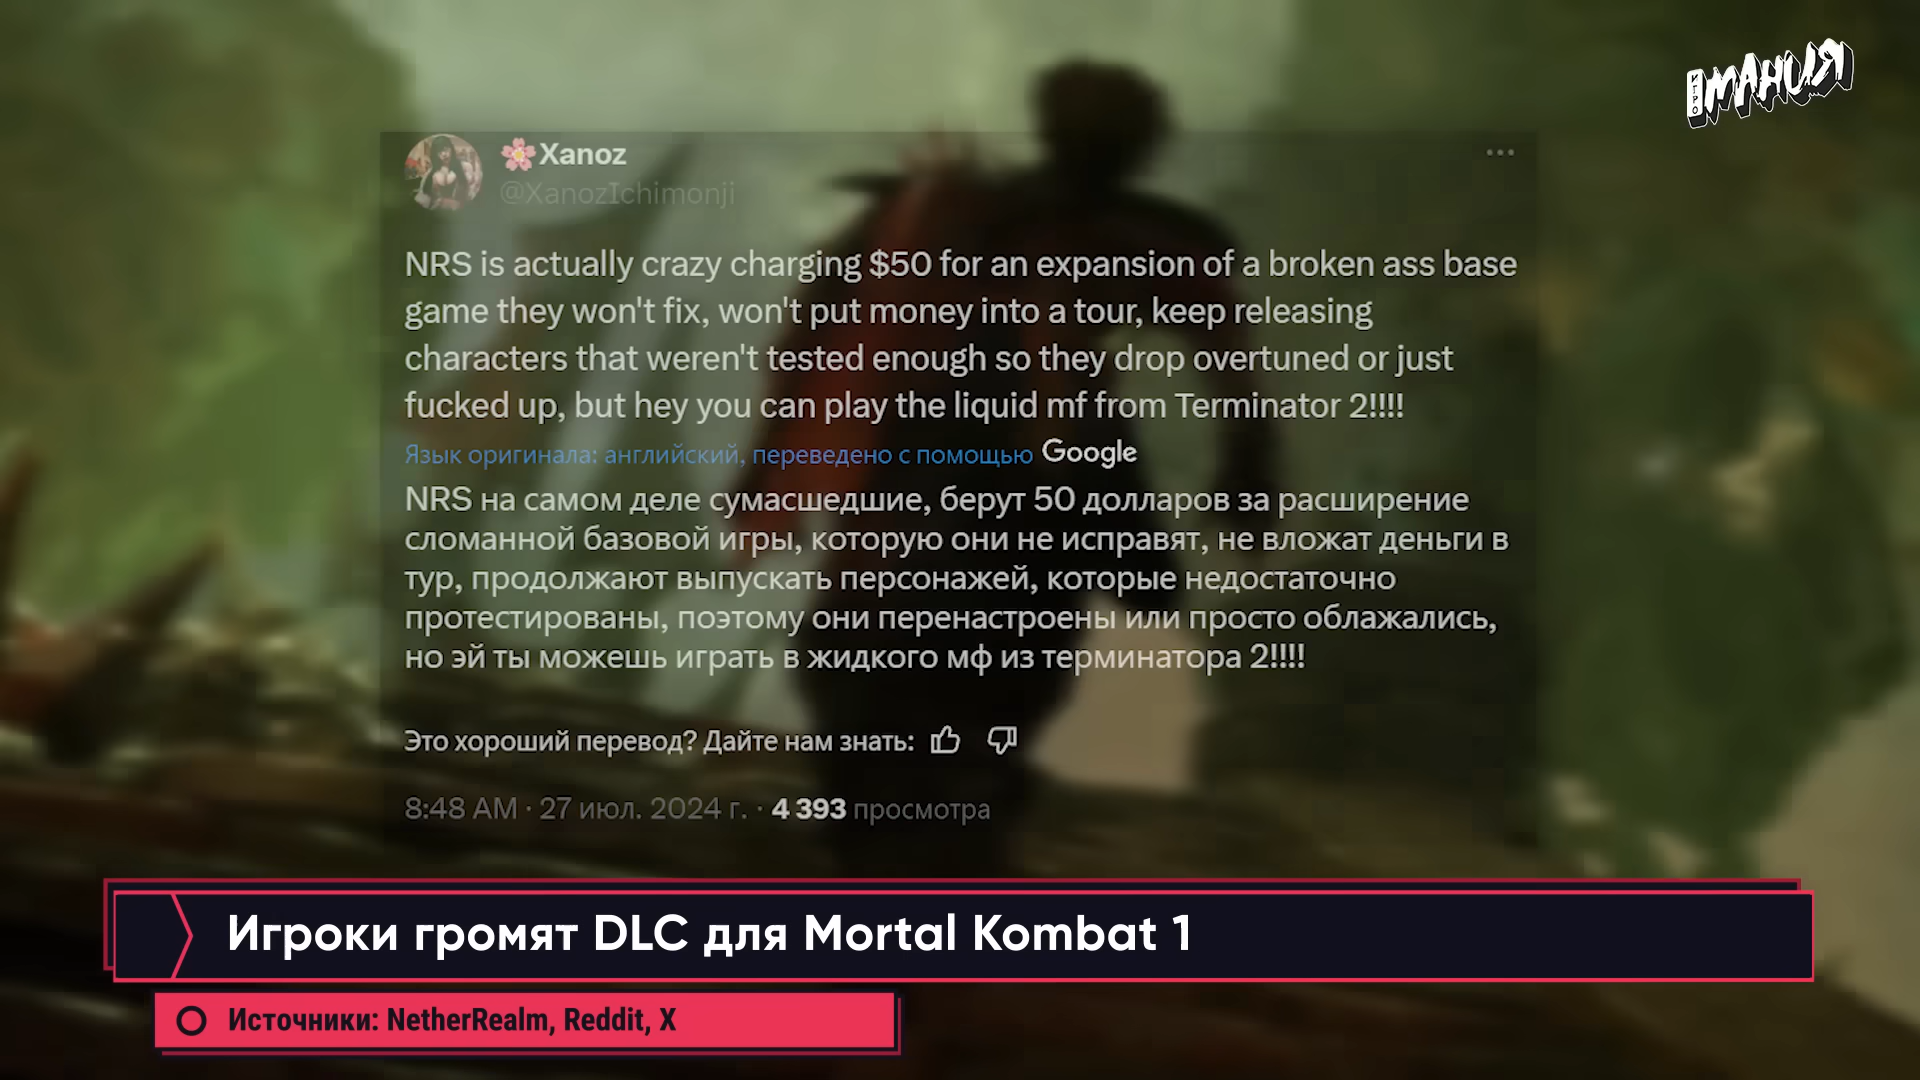 ИГРОМАНИЯ
Xanoz
@XanozIchimonji
NRS is actually crazy charging $50 for an expansion of a broken ass base
game they won't fix, won't put money into a tour, keep releasing
characters that weren't tested enough so they drop overtuned or just
fucked up, but hey you can play the liquid mf from Terminator 2!!!!
Язык оригинала: английский, переведено с помощью Google
NRS на самом деле сумасшедшие, берут 50 долларов за расширение
сломанной базовой игры, которую они не исправят, не вложат деньги в
тур, продолжают выпускать персонажей, которые недостаточно
протестированы, поэтому они перенастроены или просто облажались,
но эй ты можешь играть в жидкого мф из терминатора 2!!!!
Это хороший перевод? Дайте нам знать:
8:48 AM · 27 июл. 2024 г. · 4 393 просмотра
Игроки громят DLC для Mortal Kombat 1
Источники: NetherRealm, Reddit, X